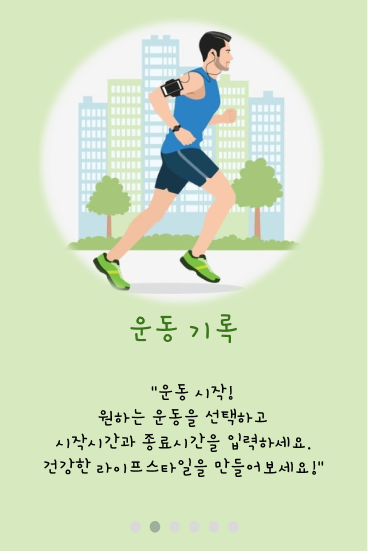 운동 기록
"운동 시작!
원하는 운동을 선택하고
시작시간과 종료시간을 입력하세요.
건강한 라이프스타일을 만들어보세요!"